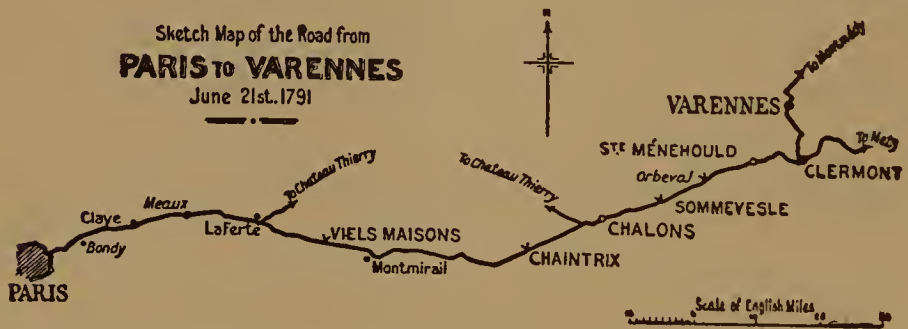 Sketch Map of the Road from
PARIS TO VARENNES
June 21st. 1791
N
To Montmédy
VARENNES
STE MÉNEHOULD
To Metz
Orbeval
CLERMONT
To Chateau Thierry
To Chateau Thierry
SOMMEVESLE
Meaux
Claye
LaFerté
CHALONS
Bondy
VIELS MAISONS
CHAINTRIX
Montmirail
PARIS
Scale of English Miles